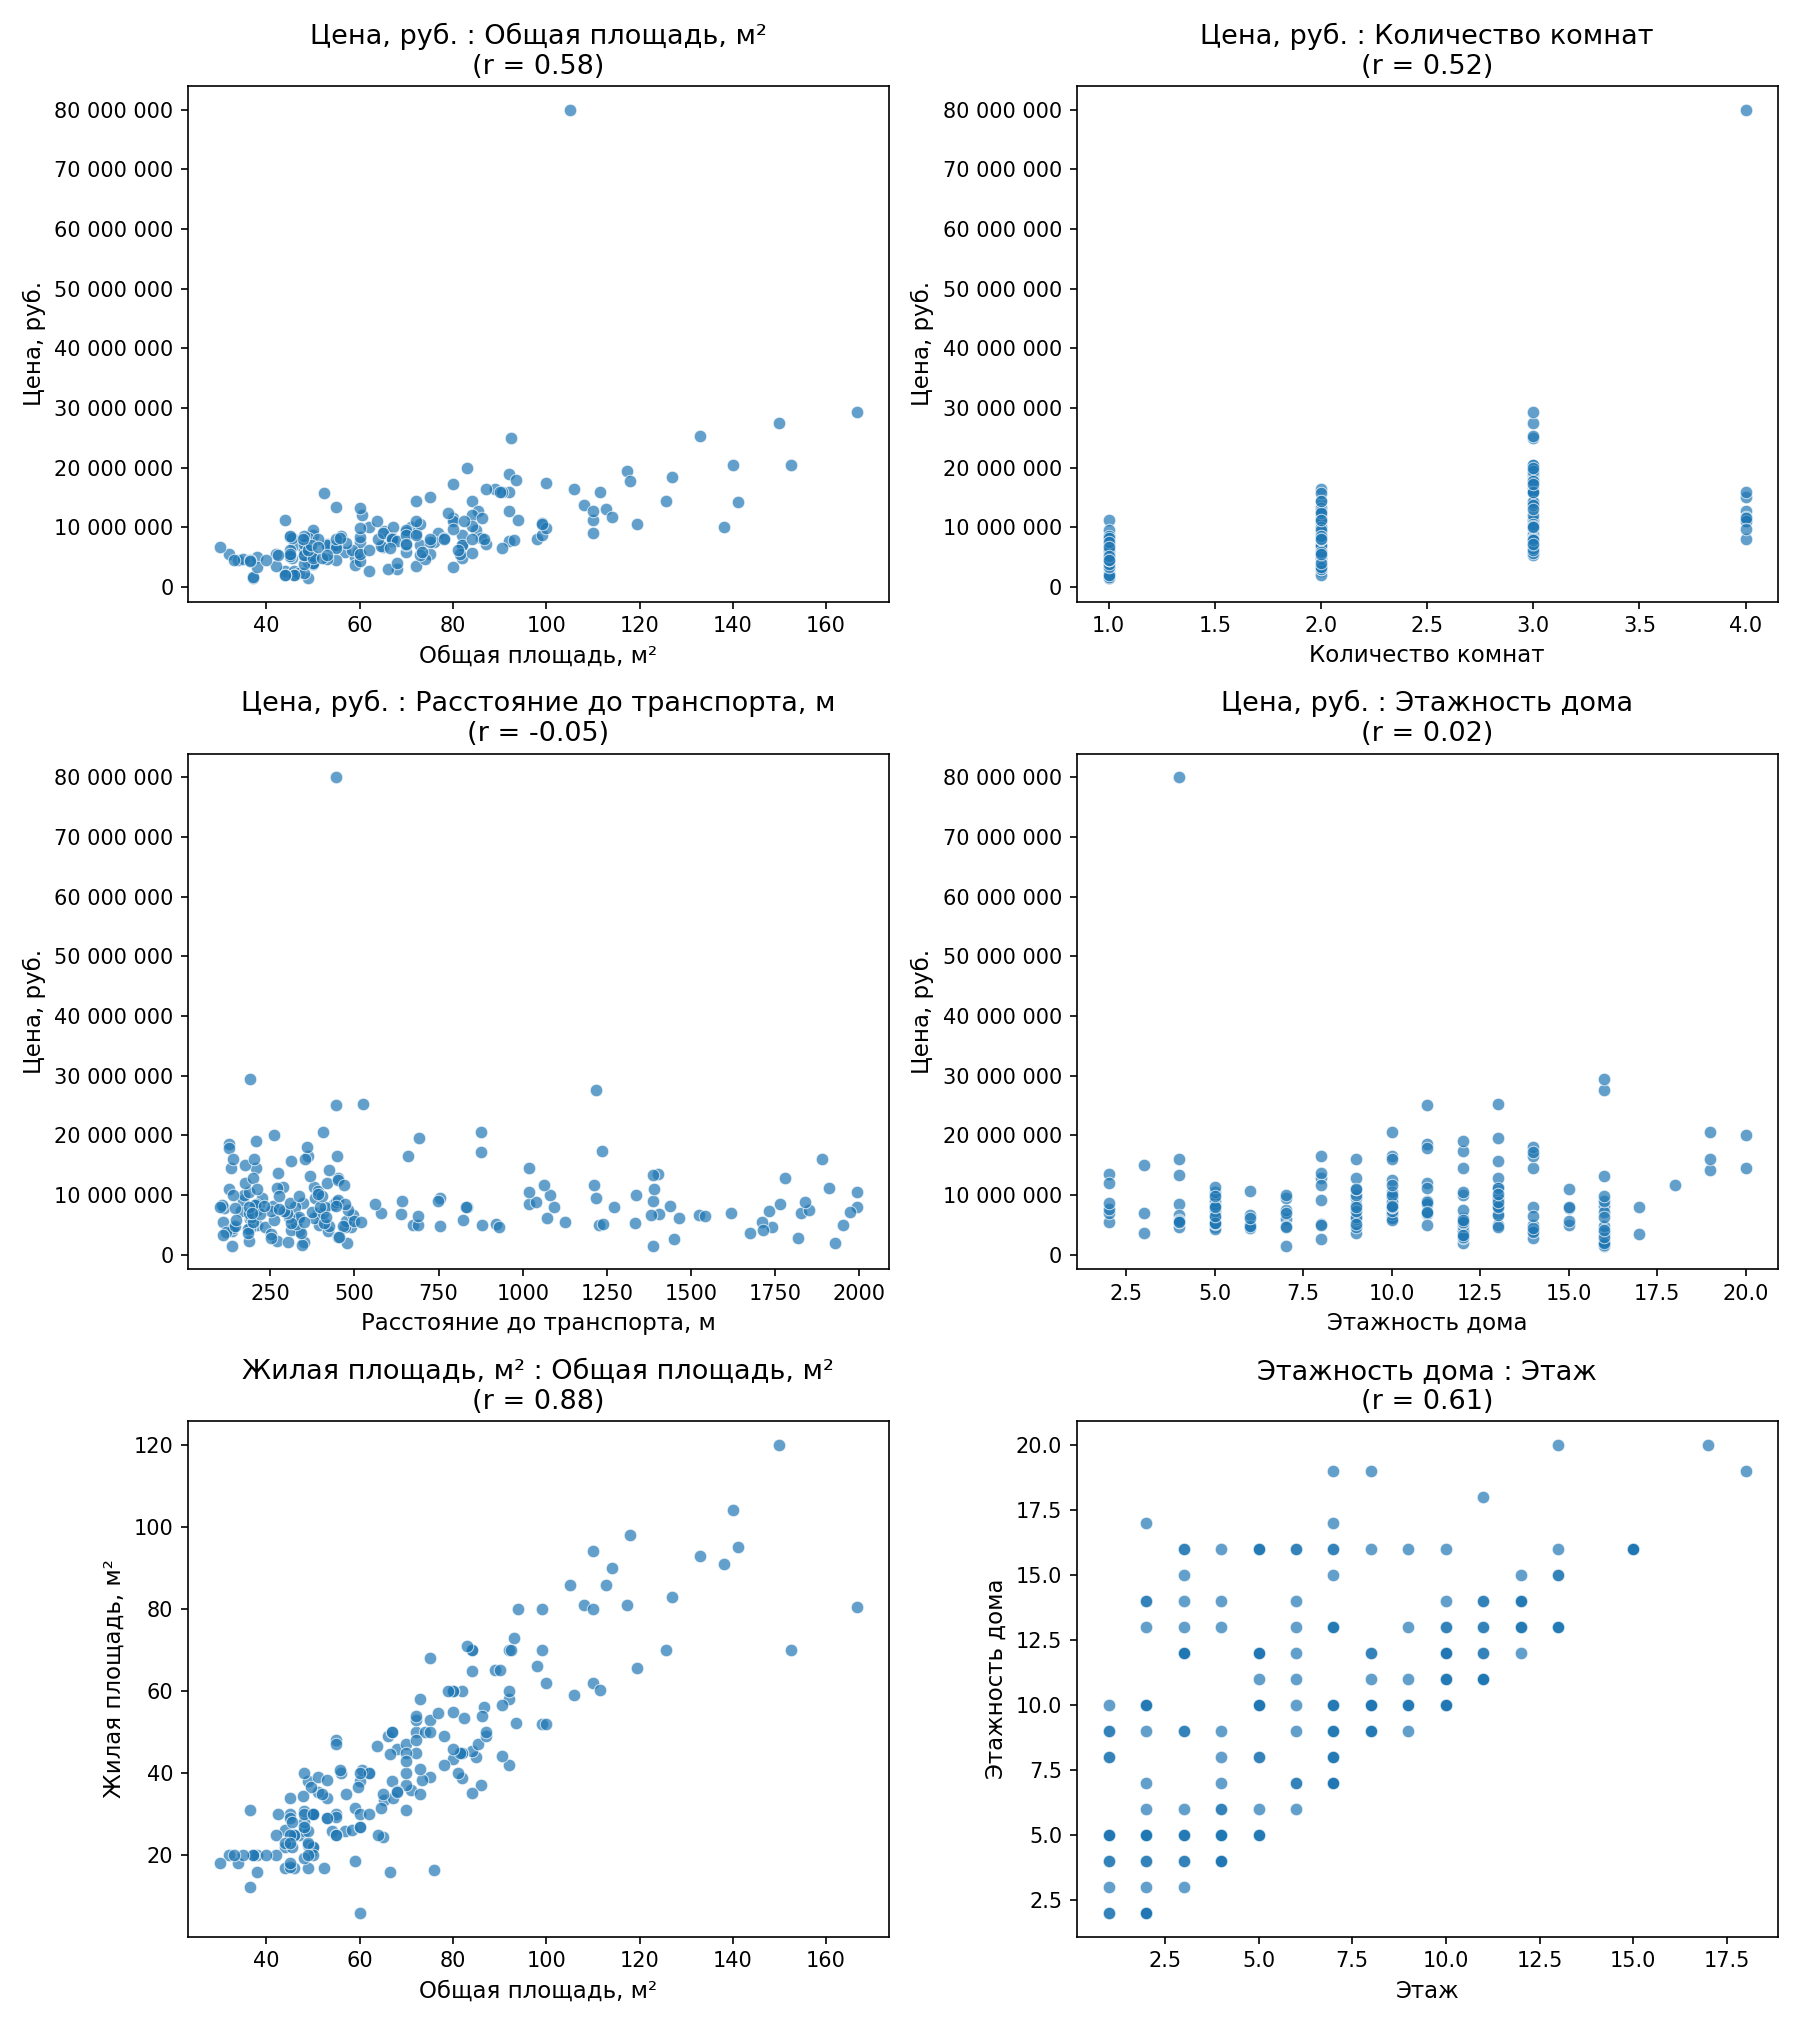 Цена, руб. : Общая площадь, м²
(r = 0.58)
80 000 000
70 000 000
60 000 000
50 000 000
40 000 000
30 000 000
20 000 000
10 000 000
0
Цена, руб.
40 60 80 100 120 140 160
Общая площадь, м²
Цена, руб. : Количество комнат
(r = 0.52)
80 000 000
70 000 000
60 000 000
50 000 000
40 000 000
30 000 000
20 000 000
10 000 000
0
Цена, руб.
1.0 1.5 2.0 2.5 3.0 3.5 4.0
Количество комнат
Цена, руб. : Расстояние до транспорта, м
(r = -0.05)
80 000 000
70 000 000
60 000 000
50 000 000
40 000 000
30 000 000
20 000 000
10 000 000
0
Цена, руб.
250 500 750 1000 1250 1500 1750 2000
Расстояние до транспорта, м
Цена, руб. : Этажность дома
(r = 0.02)
80 000 000
70 000 000
60 000 000
50 000 000
40 000 000
30 000 000
20 000 000
10 000 000
0
Цена, руб.
2.5 5.0 7.5 10.0 12.5 15.0 17.5 20.0
Этажность дома
Жилая площадь, м² : Общая площадь, м²
(r = 0.88)
120
100
80
60
40
20
Жилая площадь, м²
40 60 80 100 120 140 160
Общая площадь, м²
Этажность дома : Этаж
(r = 0.61)
20.0
17.5
15.0
12.5
10.0
7.5
5.0
2.5
Этажность дома
2.5 5.0 7.5 10.0 12.5 15.0 17.5
Этаж